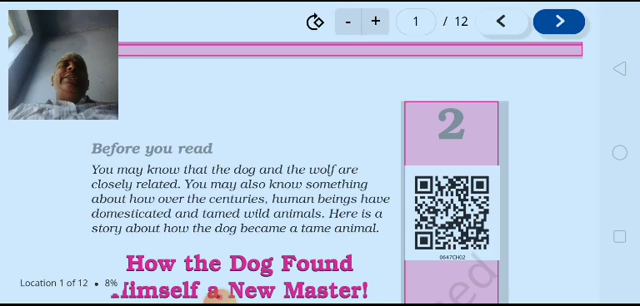 - + 1 / 12 < >
2
Before you read
You may know that the dog and the wolf are
closely related. You may also know something
about how over the centuries, human beings have
domesticated and tamed wild animals. Here is a
story about how the dog became a tame animal.
0647CH02
How the Dog Found
Himself a New Master!
Location 1 of 12 • 8%